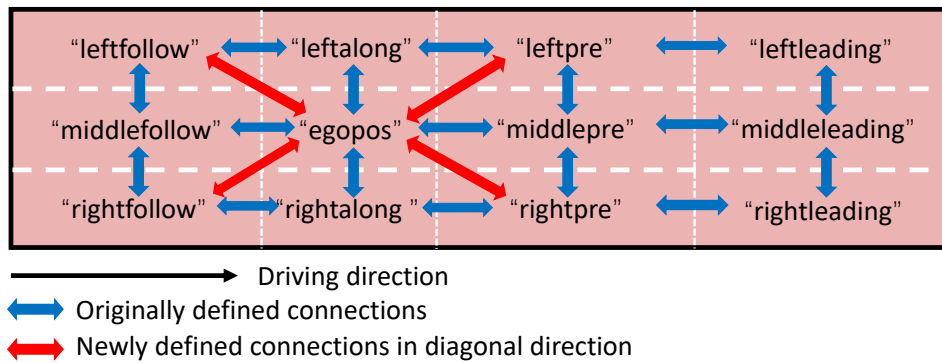 “leftfollow” “leftalong” “leftpre” “leftleading”
“middlefollow” “egopos” “middlepre” “middleleading”
“rightfollow” “rightalong ” “rightpre” “rightleading”
Driving direction
Originally defined connections
Newly defined connections in diagonal direction